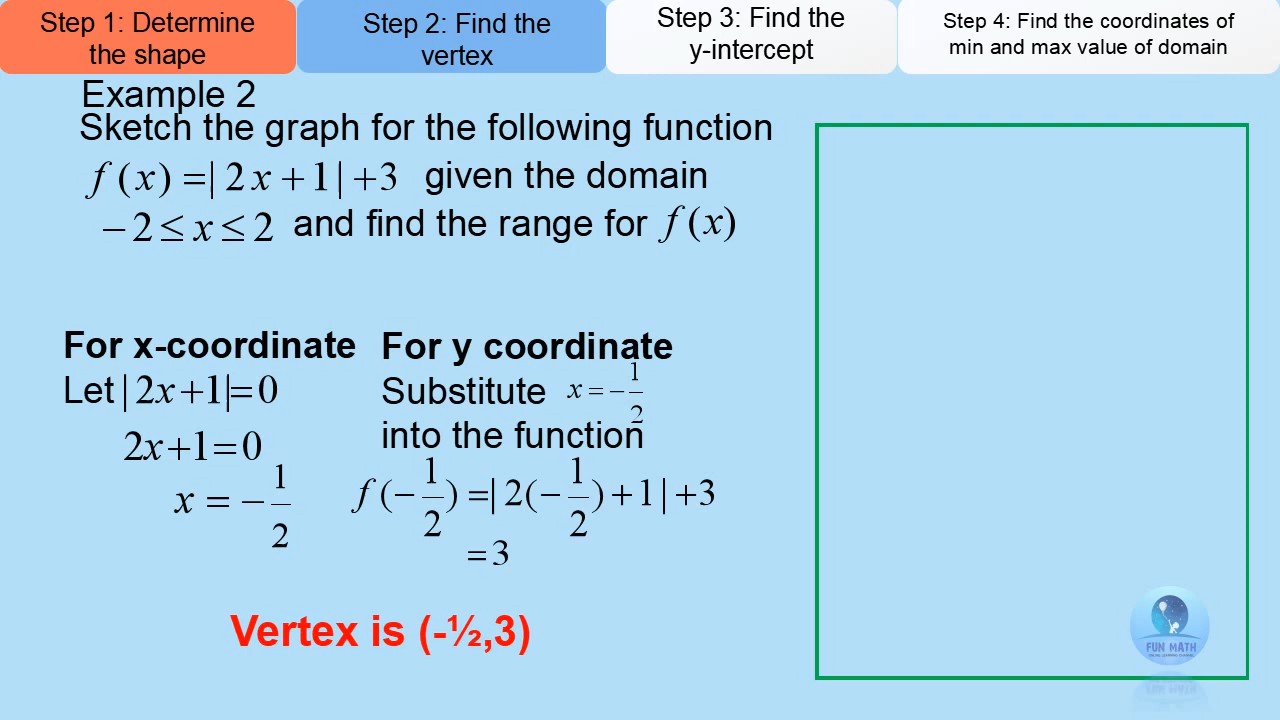 Step 1: Determine
the shape
Step 2: Find the
vertex
Step 3: Find the
y-intercept
Step 4: Find the coordinates of
min and max value of domain
Example 2
Sketch the graph for the following function
f(x)=|2x+1|+3 given the domain
−2≤x≤2 and find the range for f(x)
For x-coordinate
Let |2x+1|=0
2x+1=0
x=−1/2
For y coordinate
Substitute x=−1/2
into the function
f(−1/2)=|2(−1/2)+1|+3
=3
Vertex is (-½,3)
FUN MATH